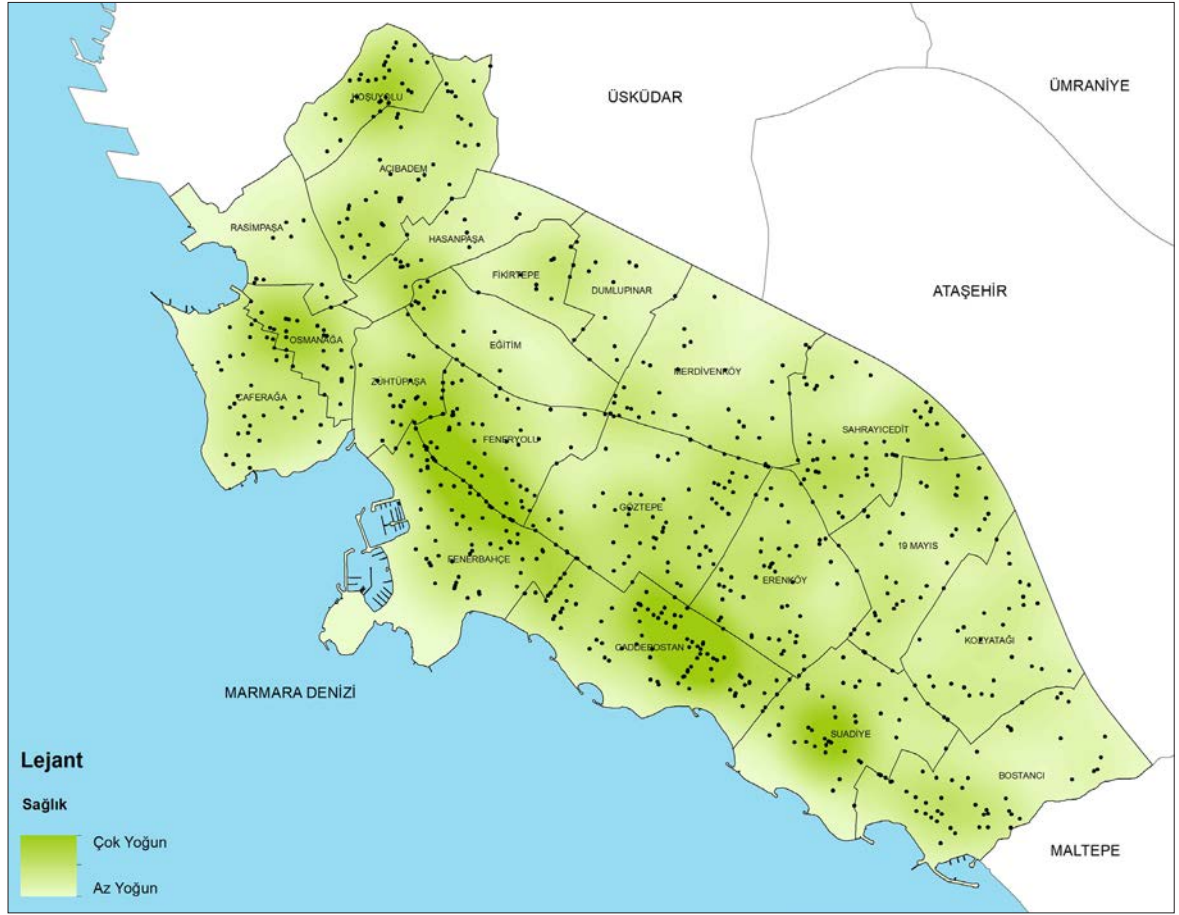 ÜMRANİYE
ÜSKÜDAR
KOŞUYOLU
ACIBADEM
RASİMPAŞA
HASANPAŞA
FİKİRTEPE
DUMLUPINAR
ATAŞEHİR
OSMANAĞA
EĞİTİM
MERDİVENKÖY
ZÜHTÜPAŞA
CAFERAĞA
SAHRAYICEDİT
FENERYOLU
GÖZTEPE
19 MAYIS
FENERBAHÇE
ERENKÖY
KOZYATAĞI
CADDEBOSTAN
MARMARA DENİZİ
SUADİYE
BOSTANCI
MALTEPE
Lejant
Sağlık
Çok Yoğun
Az Yoğun